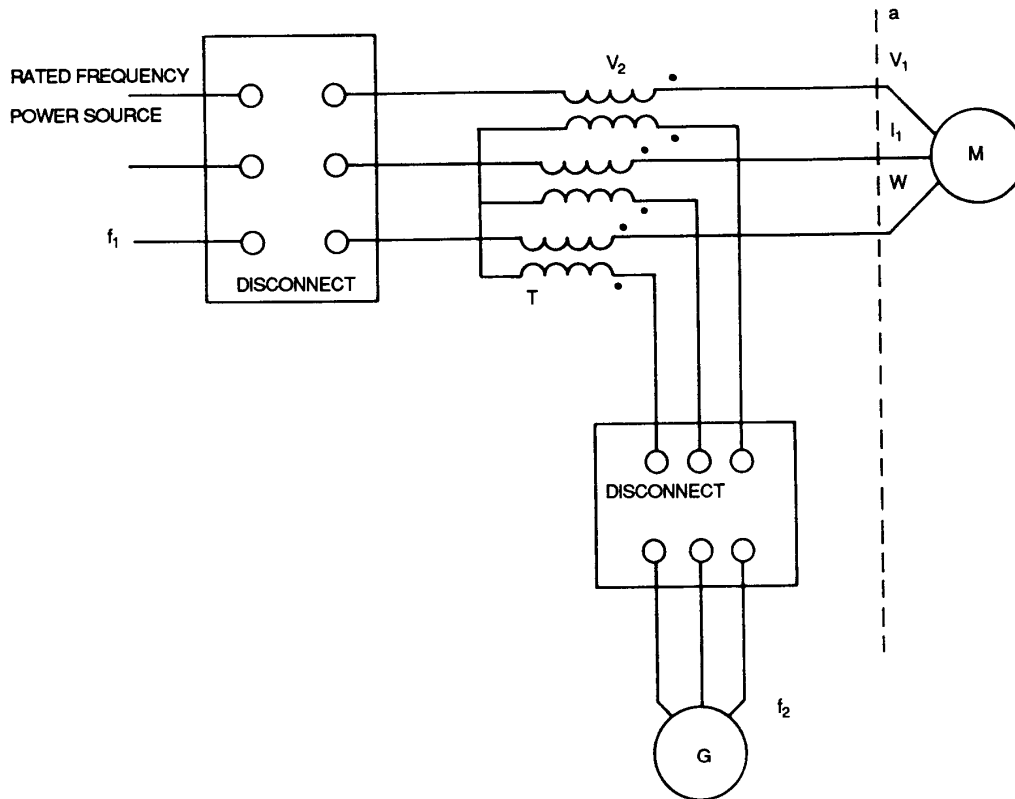 a
RATED FREQUENCY
POWER SOURCE
V₂
V₁
I₁
M
W
f₁
DISCONNECT
T
DISCONNECT
f₂
G